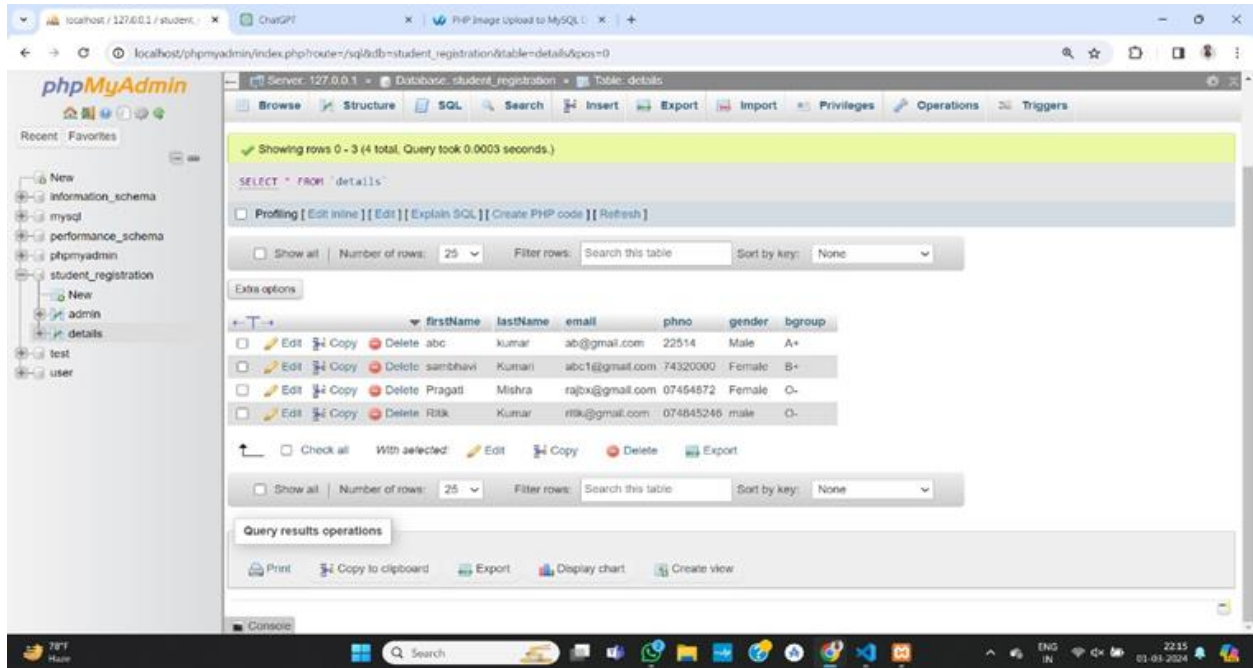 localhost / 127.0.0.1 / student_r
ChatGPT
PHP Image Upload to MySQL
localhost/phpmyadmin/index.php?route=/sql&db=student_registration&table=details&pos=0
phpMyAdmin
Recent Favorites
New
information_schema
mysql
performance_schema
phpmyadmin
student_registration
New
admin
details
test
user
Server: 127.0.0.1 » Database: student_registration » Table: details
Browse Structure SQL Search Insert Export Import Privileges Operations Triggers
Showing rows 0 - 3 (4 total, Query took 0.0003 seconds.)
SELECT * FROM `details`
Profiling [ Edit inline ] [ Edit ] [ Explain SQL ] [ Create PHP code ] [ Refresh ]
Show all | Number of rows: 25 Filter rows: Search this table Sort by key: None
Extra options
firstName lastName email phno gender bgroup
Edit Copy Delete abc kumar ab@gmail.com 22514 Male A+
Edit Copy Delete sambhavi Kumari abc1@gmail.com 74320000 Female B+
Edit Copy Delete Pragati Mishra rajbx@gmail.com 07454872 Female O-
Edit Copy Delete Ritik Kumar ritik@gmail.com 074845246 male O-
Check all With selected: Edit Copy Delete Export
Show all | Number of rows: 25 Filter rows: Search this table Sort by key: None
Query results operations
Print Copy to clipboard Export Display chart Create view
Console
78°F
Haze
Search
ENG
IN
22:15
01-03-2024